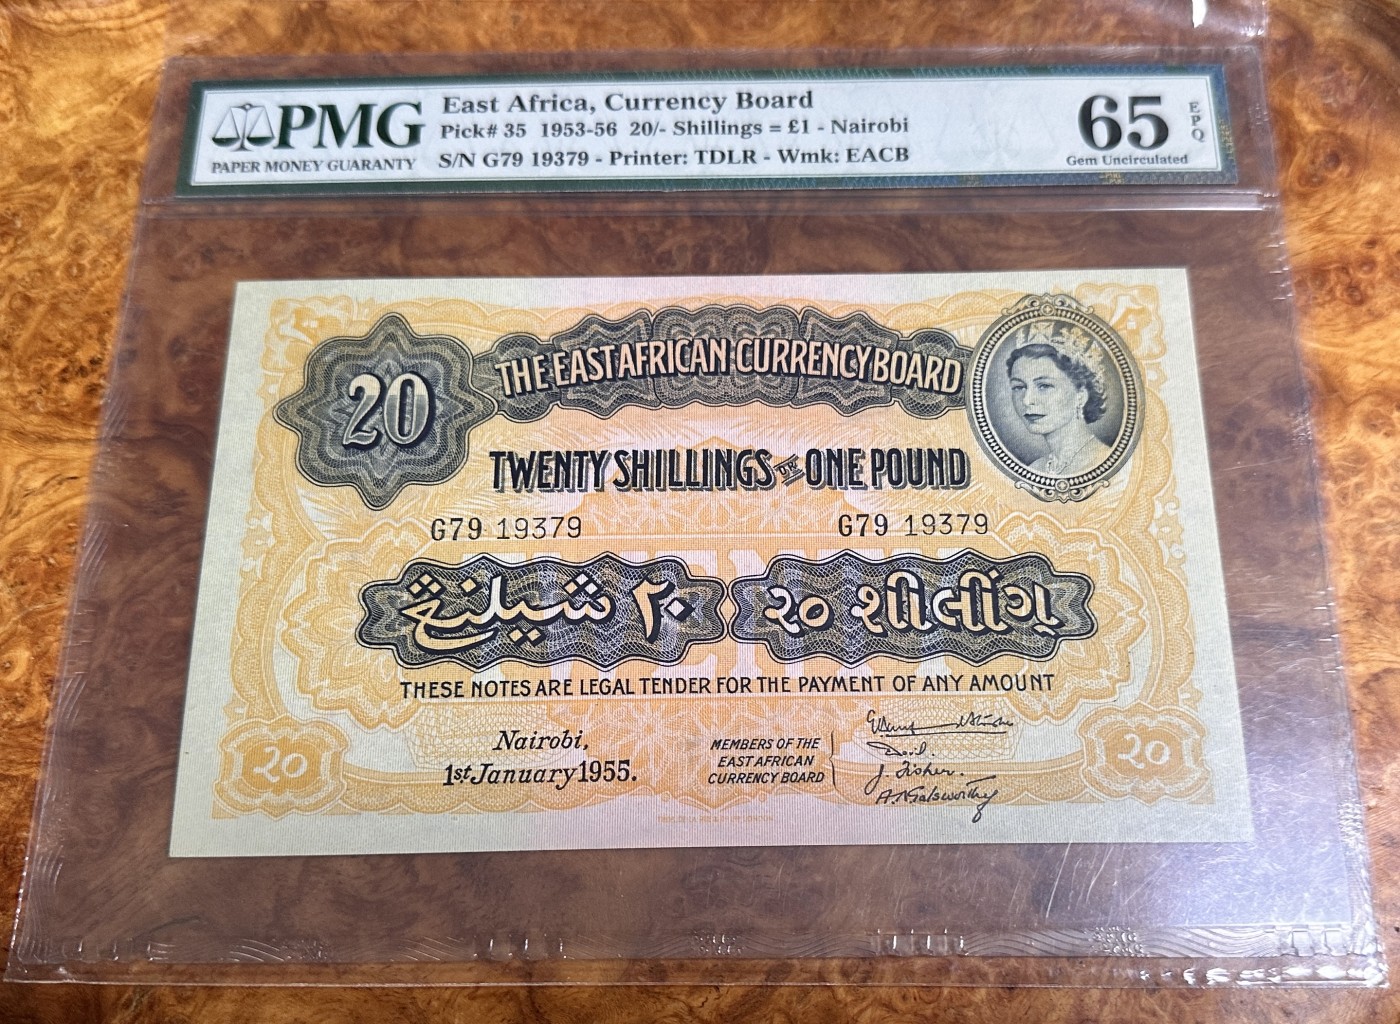 PMG
PAPER MONEY GUARANTY
East Africa, Currency Board
Pick# 35 1953-56 20/- Shillings = £1 - Nairobi
S/N G79 19379 - Printer: TDLR - Wmk: EACB
65 EPQ
Gem Uncirculated
20
THE EAST AFRICAN CURRENCY BOARD
TWENTY SHILLINGS OR ONE POUND
G79 19379 G79 19379
٢٠ شيلنڠ
૨૦ શીલીંગ
THESE NOTES ARE LEGAL TENDER FOR THE PAYMENT OF ANY AMOUNT
Nairobi,
1st January 1955.
MEMBERS OF THE
EAST AFRICAN
CURRENCY BOARD
J. Fisher.
A. N Galsworthy
20 20